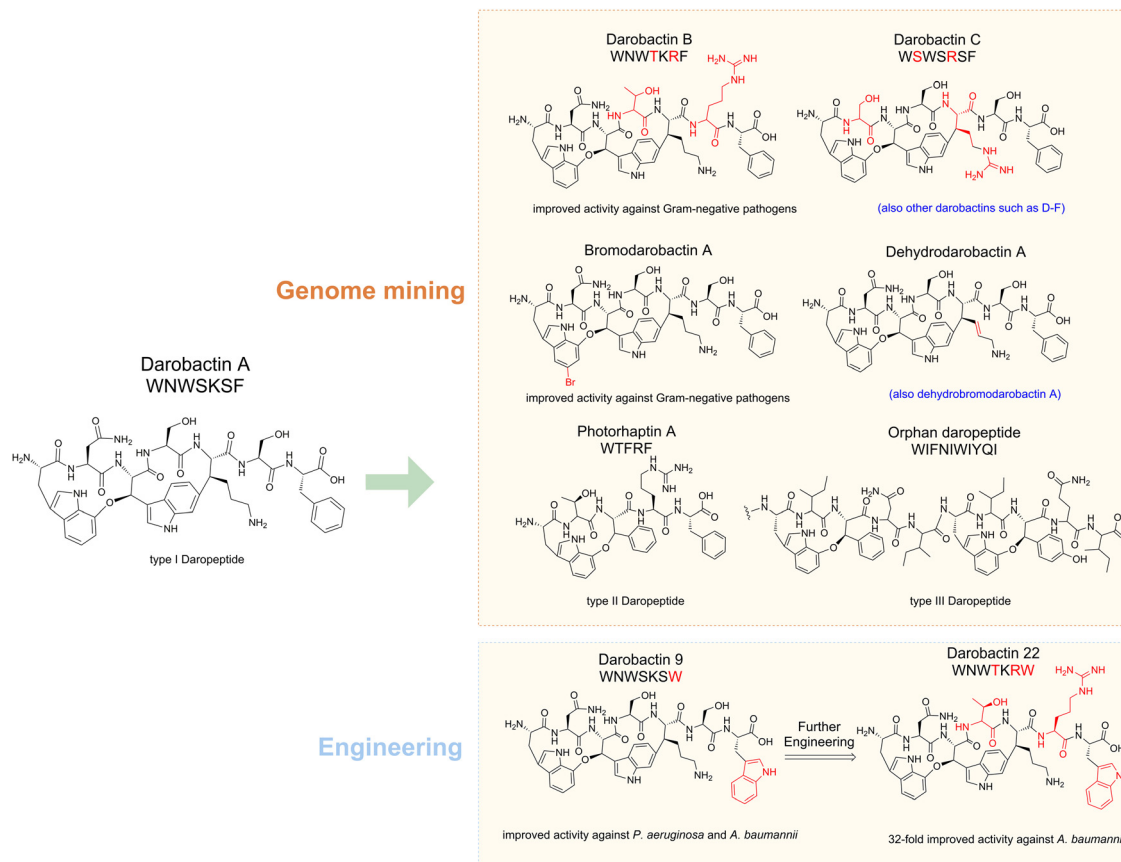 Darobactin A
WNWSKSF
type I Daropeptide
Genome mining
Darobactin B
WNWTKRF
improved activity against Gram-negative pathogens
Darobactin C
WSWSRSF
(also other darobactins such as D-F)
Bromodarobactin A
Br
improved activity against Gram-negative pathogens
Dehydrodarobactin A
(also dehydrobromodarobactin A)
Photorhaptin A
WTFRF
type II Daropeptide
Orphan daropeptide
WIFNIWIYQI
type III Daropeptide
Engineering
Darobactin 9
WNWSKSW
improved activity against P. aeruginosa and A. baumannii
Further
Engineering
Darobactin 22
WNWTKRW
32-fold improved activity against A. baumannii